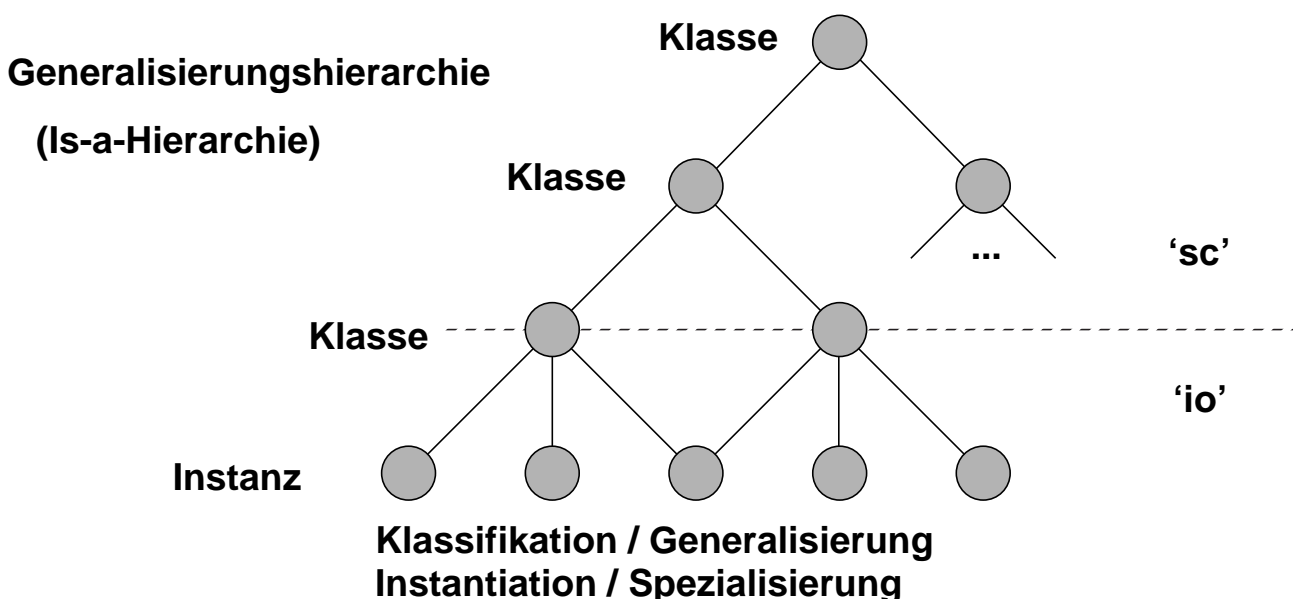 Klasse
Generalisierungshierarchie
(Is-a-Hierarchie)
Klasse
...
‘sc’
Klasse
‘io’
Instanz
Klassifikation / Generalisierung
Instantiation / Spezialisierung